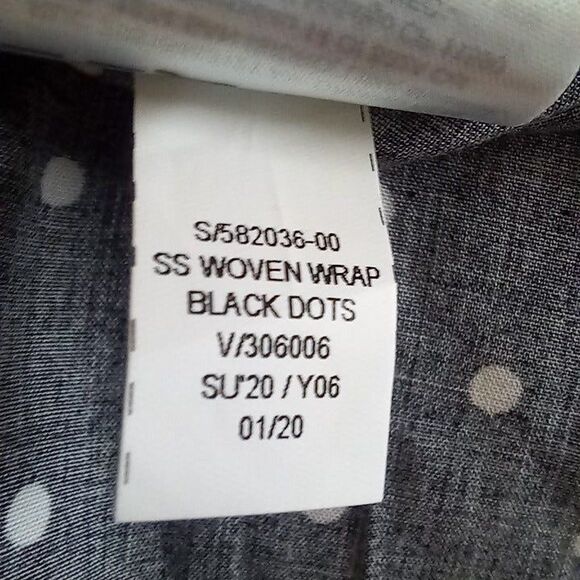 S/582036-00
SS WOVEN WRAP
BLACK DOTS
V/306006
SU'20 / Y06
01/20